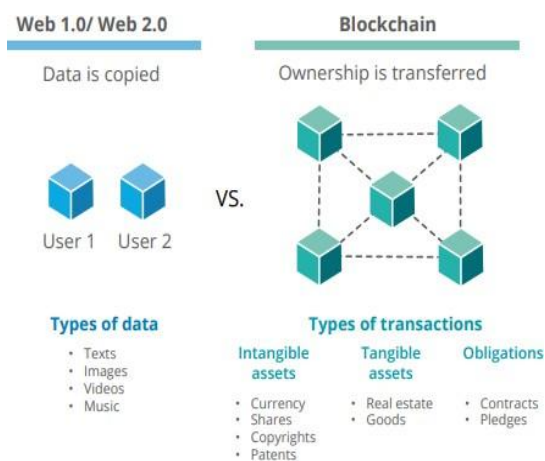 Web 1.0/ Web 2.0
Blockchain
Data is copied
Ownership is transferred
VS.
User 1
User 2
Types of data
• Texts
• Images
• Videos
• Music
Types of transactions
Intangible assets
• Currency
• Shares
• Copyrights
• Patents
Tangible assets
• Real estate
• Goods
Obligations
• Contracts
• Pledges